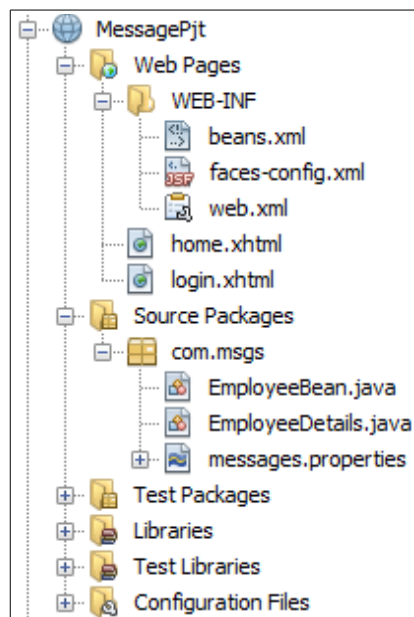 MessagePjt
Web Pages
WEB-INF
beans.xml
faces-config.xml
web.xml
home.xhtml
login.xhtml
Source Packages
com.msgs
EmployeeBean.java
EmployeeDetails.java
messages.properties
Test Packages
Libraries
Test Libraries
Configuration Files